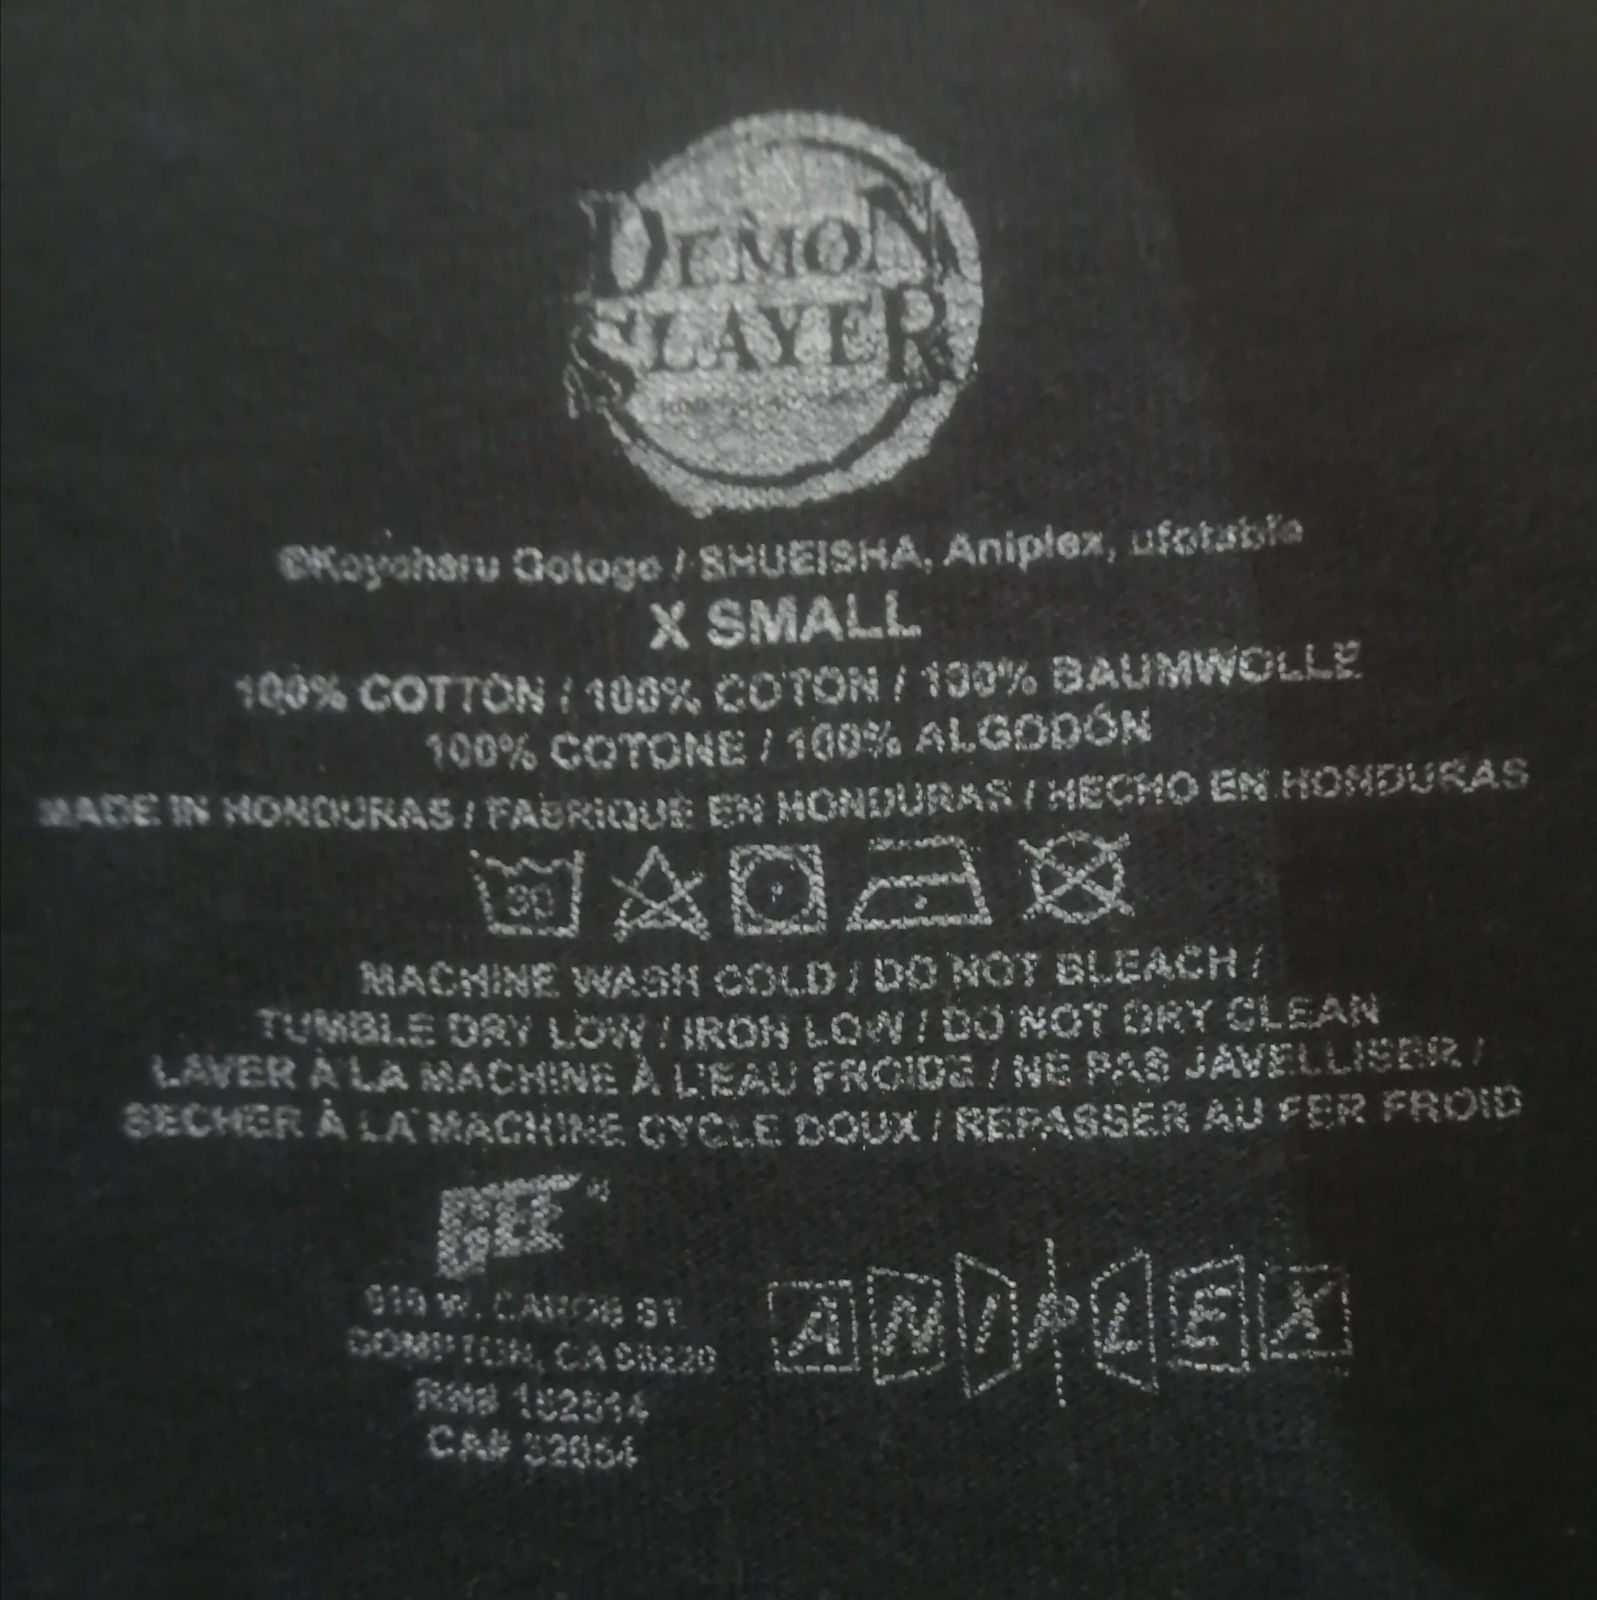 DEMON
SLAYER
©Koyoharu Gotoge / SHUEISHA, Aniplex, ufotable
X SMALL
100% COTTON / 100% COTON / 100% BAUMWOLLE
100% COTONE / 100% ALGODÓN
MADE IN HONDURAS / FABRIQUE EN HONDURAS / HECHO EN HONDURAS
30
MACHINE WASH COLD / DO NOT BLEACH /
TUMBLE DRY LOW / IRON LOW / DO NOT DRY CLEAN
LAVER À LA MACHINE À L'EAU FROIDE / NE PAS JAVELLISER /
SECHER À LA MACHINE CYCLE DOUX / REPASSER AU FER FROID
W. ST
COMPTON, CA 90220
RN#
CA#
ANIPLEX